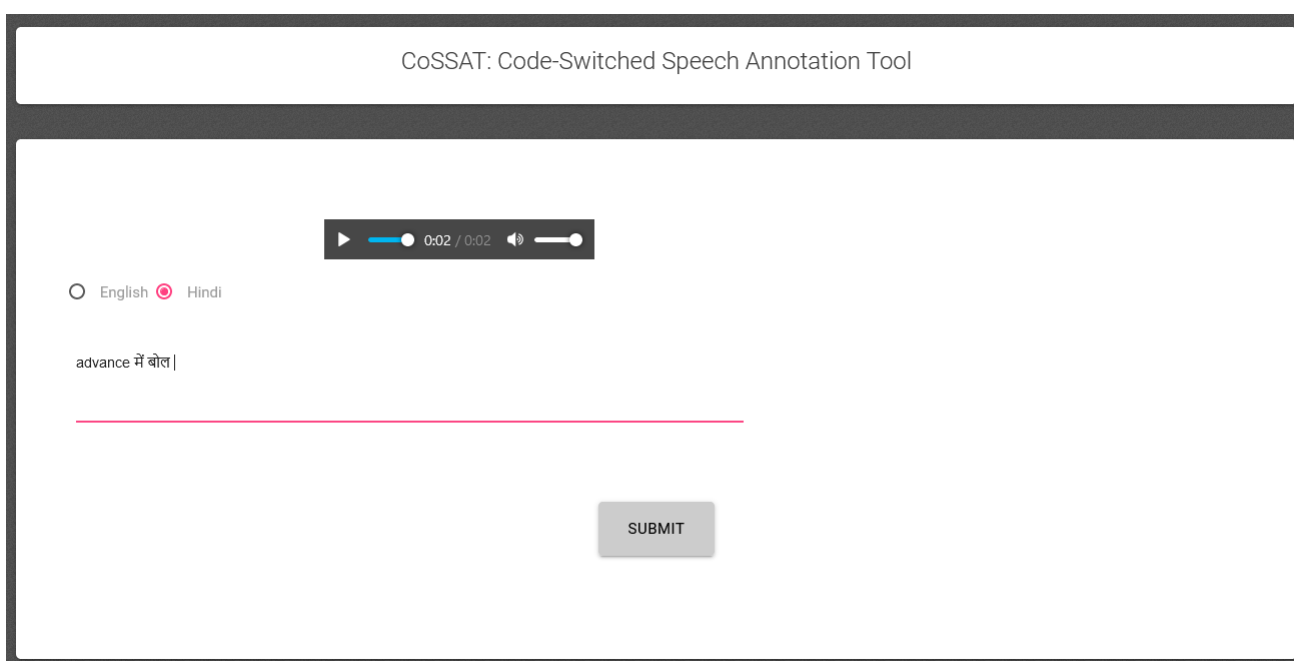 CoSSAT: Code-Switched Speech Annotation Tool
0:02 / 0:02
English Hindi
advance में बोल
SUBMIT